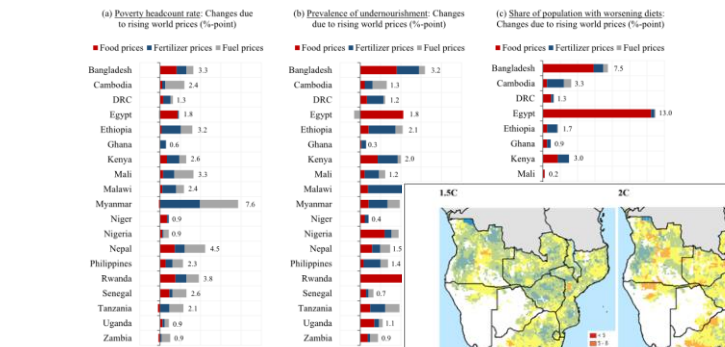 (a) Poverty headcount rate: Changes due
to rising world prices (%-point)
■ Food prices ■ Fertilizer prices ■ Fuel prices
Bangladesh 3.3
Cambodia 2.4
DRC 1.3
Egypt 1.8
Ethiopia 3.2
Ghana 0.6
Kenya 2.6
Mali 3.3
Malawi 2.4
Myanmar 7.6
Niger 0.9
Nigeria 0.9
Nepal 4.5
Philippines 2.3
Rwanda 3.8
Senegal 2.6
Tanzania 2.1
Uganda 0.9
Zambia 0.9
(b) Prevalence of undernourishment: Changes
due to rising world prices (%-point)
■ Food prices ■ Fertilizer prices ■ Fuel prices
Bangladesh 3.2
Cambodia 1.3
DRC 1.2
Egypt 1.8
Ethiopia 2.1
Ghana 0.3
Kenya 2.0
Mali 1.2
Malawi
Myanmar
Niger 0.4
Nigeria
Nepal 1.5
Philippines 1.4
Rwanda
Senegal 0.7
Tanzania
Uganda 1.1
Zambia 0.9
(c) Share of population with worsening diets:
Changes due to rising world prices (%-point)
■ Food prices ■ Fertilizer prices ■ Fuel prices
Bangladesh 7.5
Cambodia 3.3
DRC 1.3
Egypt 13.0
Ethiopia 1.7
Ghana 0.9
Kenya 3.0
Mali 0.2
1.5C
2C